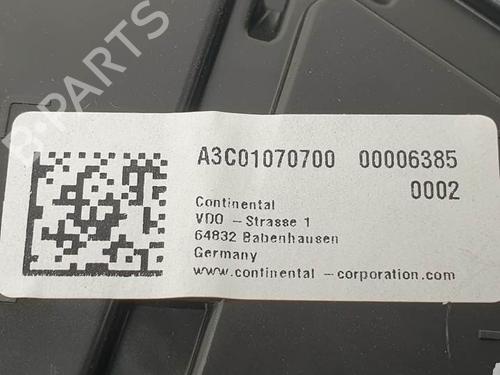 B-PARTS
A3C01070700 00006385
0002
Continental
VDO - Strasse 1
64832 Babenhausen
Germany
www.continental - corporation.com